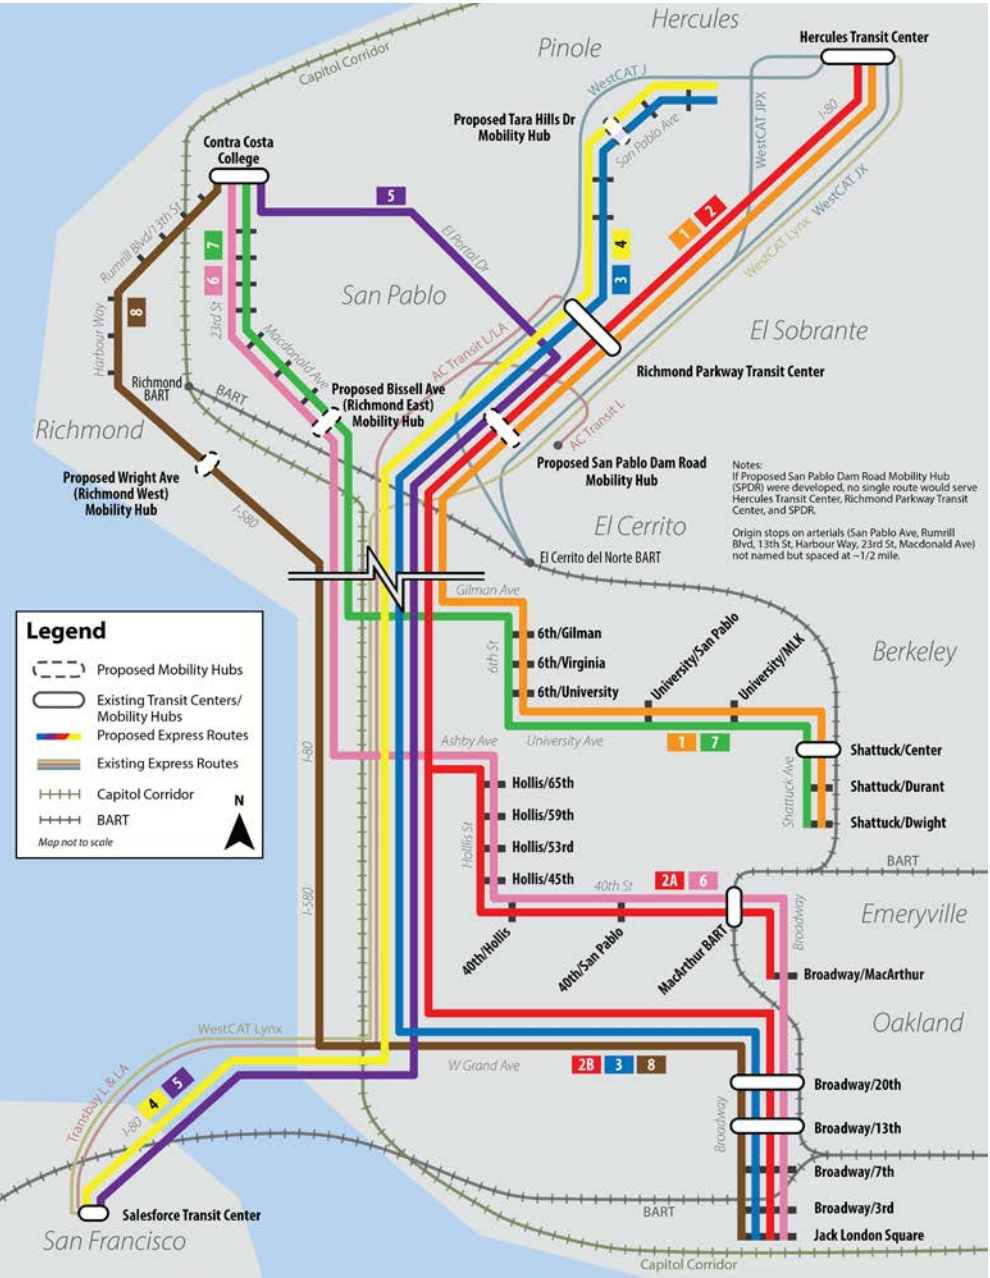 Hercules
Pinole
Hercules Transit Center
Capitol Corridor
WestCAT J
WestCAT JPX
I-80
Proposed Tara Hills Dr
Mobility Hub
San Pablo Ave
Contra Costa
College
5
El Portal Dr
Rumrill Blvd/13th St
1
2
WestCAT JX
WestCAT Lynx
7
6
4
3
San Pablo
8
23rd St
Harbour Way
Macdonald Ave
El Sobrante
AC Transit L/LA
Richmond Parkway Transit Center
Richmond
BART
BART
Proposed Bissell Ave
(Richmond East)
Mobility Hub
Richmond
AC Transit L
Proposed San Pablo Dam Road
Mobility Hub
Proposed Wright Ave
(Richmond West)
Mobility Hub
I-580
Notes:
If Proposed San Pablo Dam Road Mobility Hub
(SPDR) were developed, no single route would serve
Hercules Transit Center, Richmond Parkway Transit
Center, and SPDR.
Origin stops on arterials (San Pablo Ave, Rumrill
Blvd, 13th St, Harbour Way, 23rd St, Macdonald Ave)
not named but spaced at ~1/2 mile.
El Cerrito
El Cerrito del Norte BART
Gilman Ave
Legend
Proposed Mobility Hubs
Existing Transit Centers/
Mobility Hubs
Proposed Express Routes
Existing Express Routes
Capitol Corridor
BART
Map not to scale
N
6th St
6th/Gilman
6th/Virginia
6th/University
University/San Pablo
University/MLK
Berkeley
I-80
Ashby Ave
University Ave
1
7
Shattuck/Center
Shattuck Ave
Shattuck/Durant
Shattuck/Dwight
Hollis St
Hollis/65th
Hollis/59th
Hollis/53rd
Hollis/45th
BART
I-580
40th St
2A
6
40th/Hollis
40th/San Pablo
MacArthur BART
Broadway
Emeryville
Broadway/MacArthur
Oakland
WestCAT Lynx
Transbay L & LA
I-80
4
5
W Grand Ave
2B
3
8
Broadway
Broadway/20th
Broadway/13th
Broadway/7th
Broadway/3rd
Jack London Square
BART
Salesforce Transit Center
San Francisco
Capitol Corridor